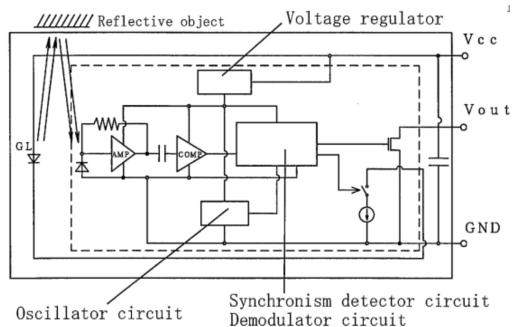 Reflective object
Voltage regulator
Vcc
Vout
GL
AMP
COMP
GND
Oscillator circuit
Synchronism detector circuit
Demodulator circuit